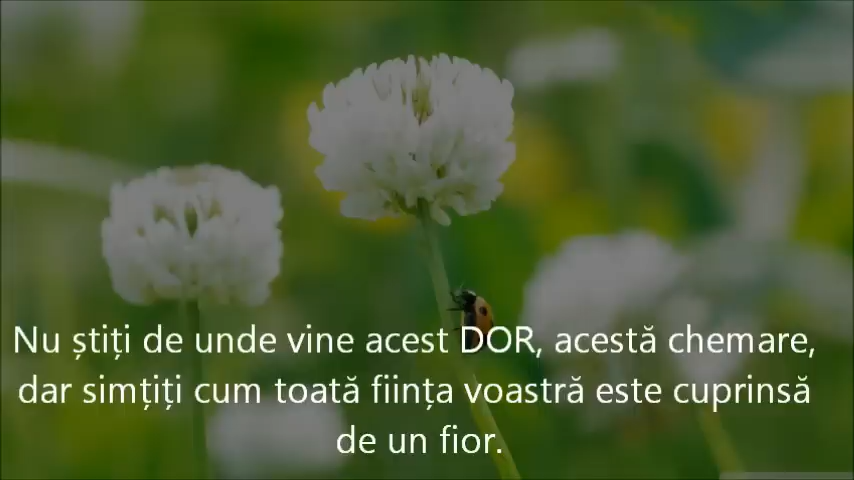 Nu știți de unde vine acest DOR, acestă chemare,
dar simțiți cum toată ființa voastră este cuprinsă
de un fior.